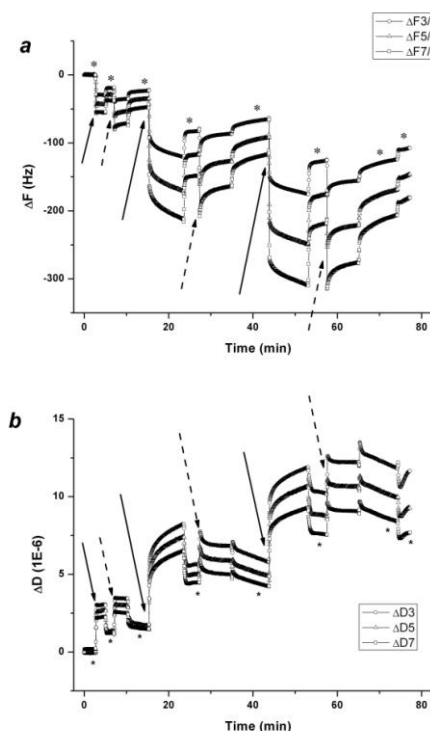 a
ΔF3/
ΔF5/
ΔF7/
* * * * * * * *
0
-100
-200
-300
ΔF (Hz)
0 20 40 60 80
Time (min)
b
15
10
5
0
ΔD (1E-6)
* * * * * * * *
ΔD3
ΔD5
ΔD7
0 20 40 60 80
Time (min)